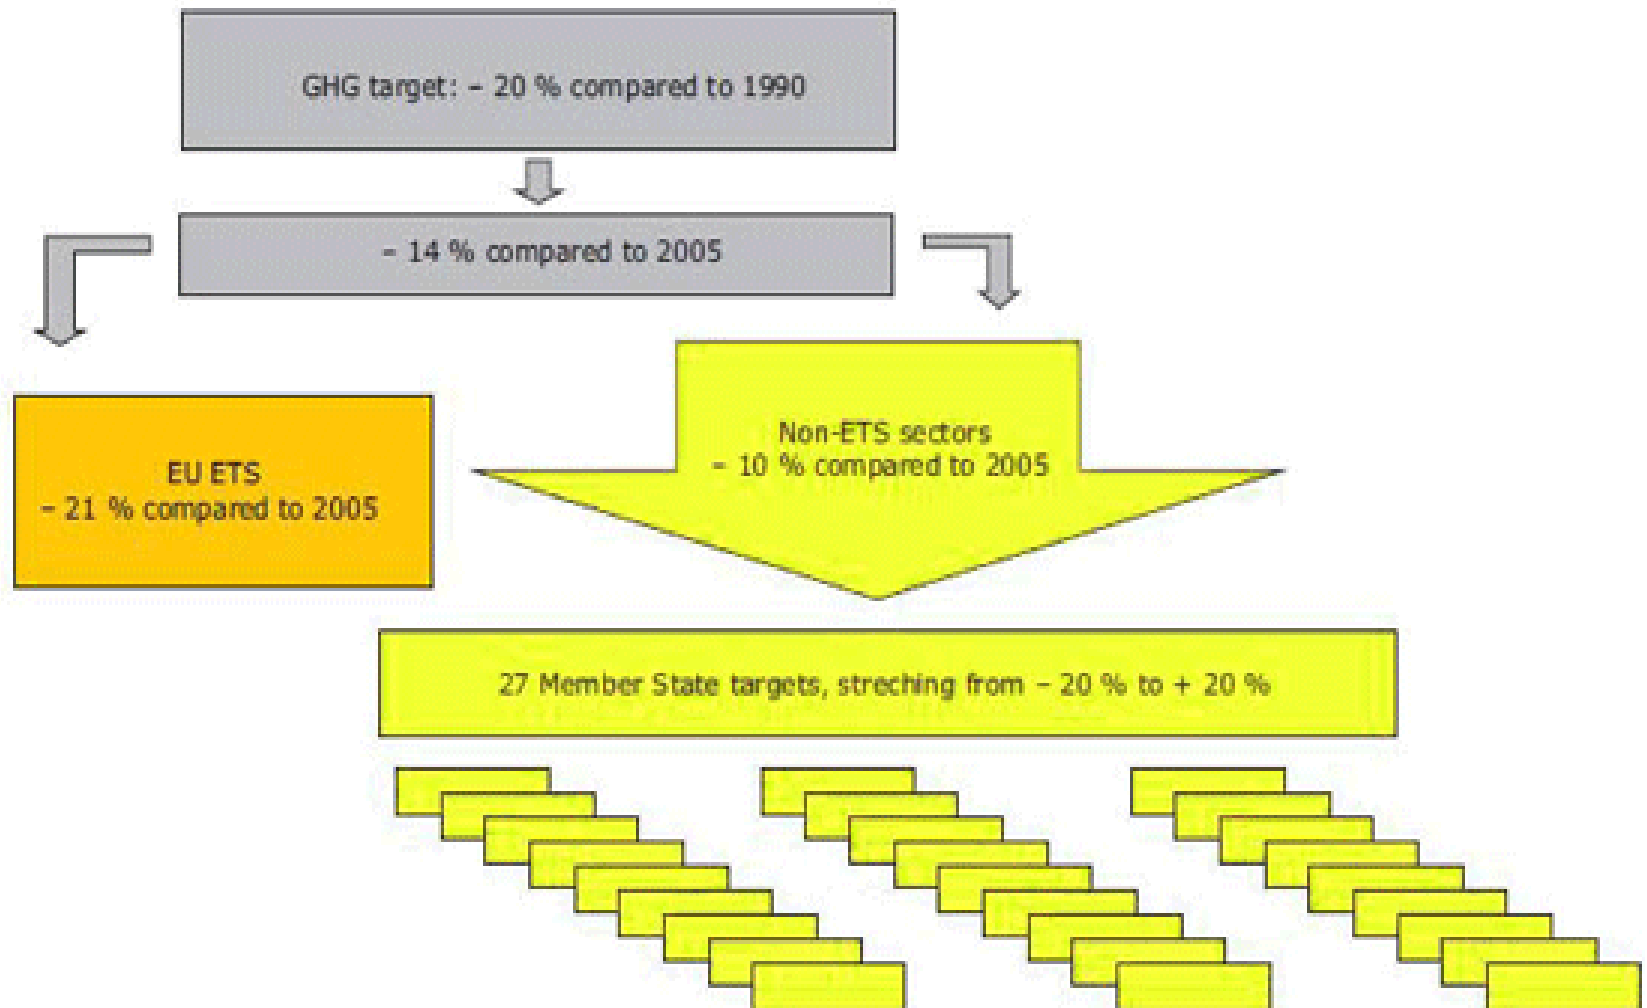 GHG target: – 20 % compared to 1990
– 14 % compared to 2005
EU ETS
– 21 % compared to 2005
Non-ETS sectors
– 10 % compared to 2005
27 Member State targets, streching from – 20 % to + 20 %